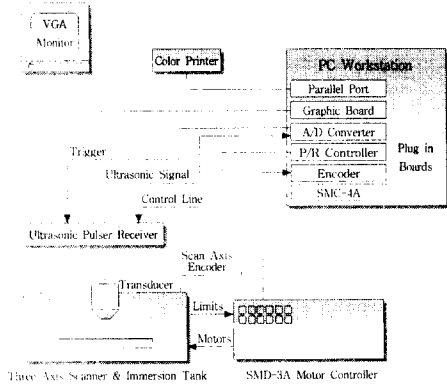 VGA
Monitor
Color Printer
PC Workstation
Parallel Port
Graphic Board
A/D Converter
P/R Controller
Encoder
SMC-4A
Plug in
Boards
Trigger
Ultrasonic Signal
Control Line
Ultrasonic Pulser Receiver
Scan Axis
Encoder
Transducer
Limits
Motors
Three Axis Scanner & Immersion Tank
SMD-3A Motor Controller